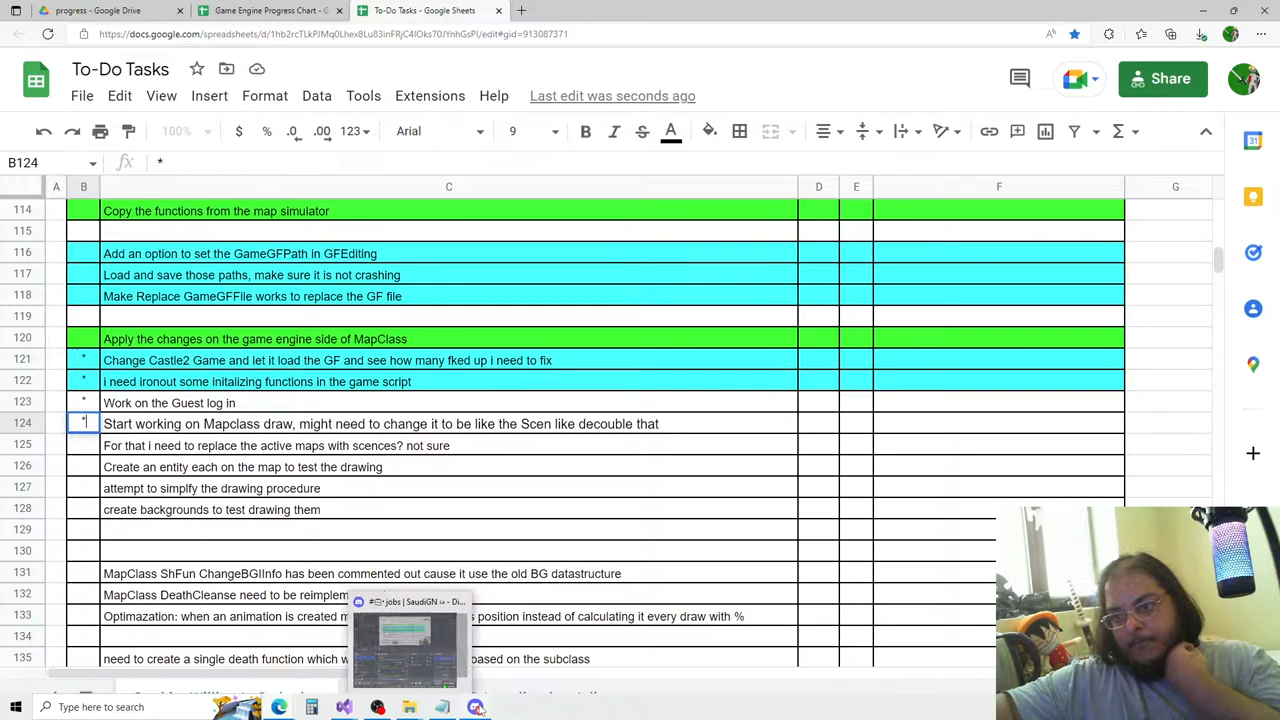 progress - Google Drive
Game Engine Progress Chart - G
To-Do Tasks - Google Sheets
https://docs.google.com/spreadsheets/d/1hb2rcTLkPJMq0Lhex8Lu83inFRjC4IOks70JYnhGsPI/edit#gid=913087371
To-Do Tasks
File Edit View Insert Format Data Tools Extensions Help Last edit was seconds ago
Share
100% $ % .0 .00 123 Arial 9 B I S A
B124 fx *
A B C D E F G
114 Copy the functions from the map simulator
115
116 Add an option to set the GameGFPath in GFEditing
117 Load and save those paths, make sure it is not crashing
118 Make Replace GameGFFile works to replace the GF file
119
120 Apply the changes on the game engine side of MapClass
121 * Change Castle2 Game and let it load the GF and see how many fked up i need to fix
122 * i need ironout some initalizing functions in the game script
123 * Work on the Guest log in
124 * Start working on Mapclass draw, might need to change it to be like the Scen like decouble that
125 For that i need to replace the active maps with scences? not sure
126 Create an entity each on the map to test the drawing
127 attempt to simplfy the drawing procedure
128 create backgrounds to test drawing them
129
130
131 MapClass ShFun ChangeBGIInfo has been commented out cause it use the old BG datastructure
132 MapClass DeathCleanse need to be reimplem
133 Optimazation: when an animation is created m s position instead of calculating it every draw with %
134
135 need to create a single death function which w based on the subclass
jobs | SaudiGN - Di...
Type here to search
31